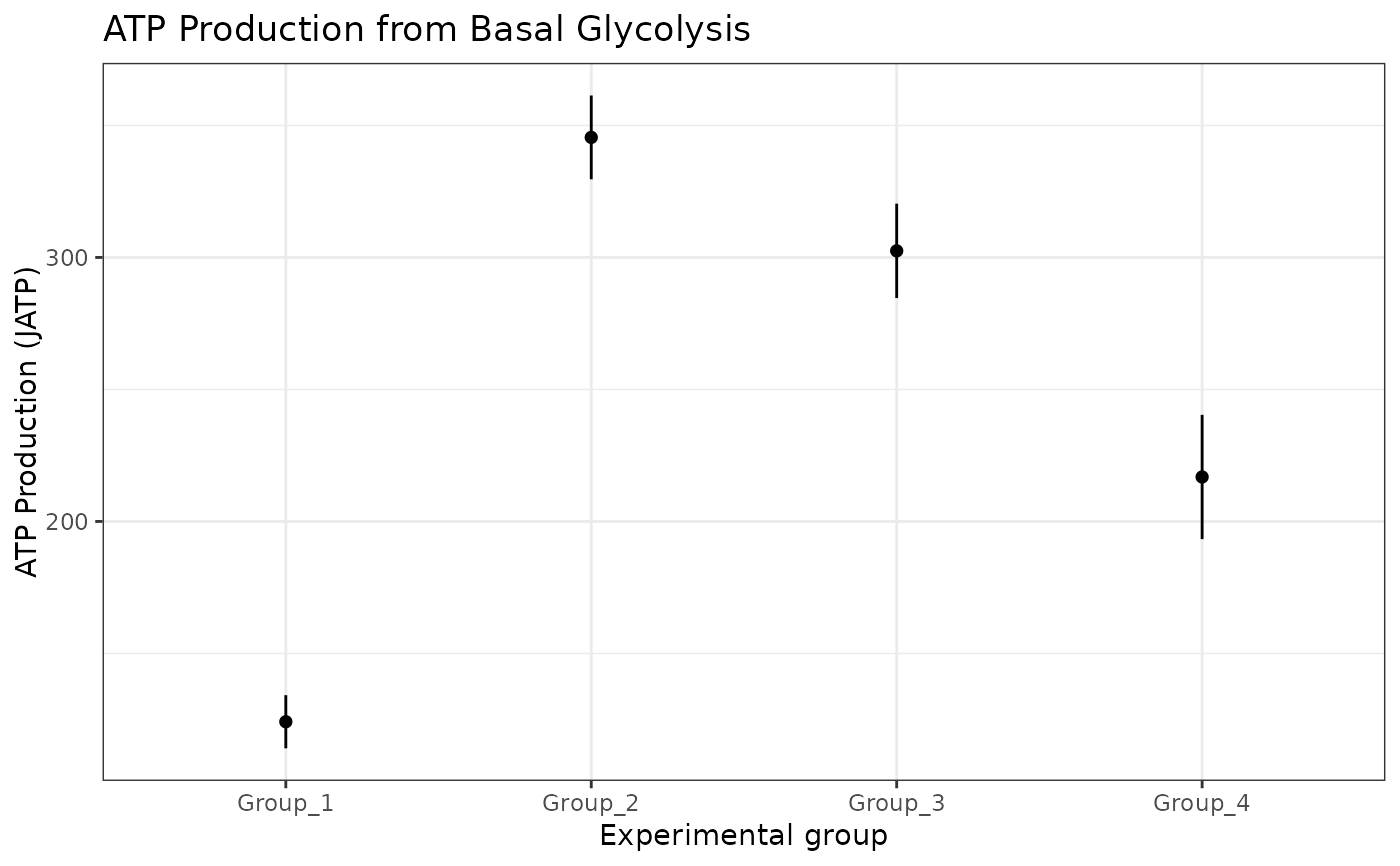 ATP Production from Basal Glycolysis
ATP Production (JATP)
300
200
Group_1 Group_2 Group_3 Group_4
Experimental group